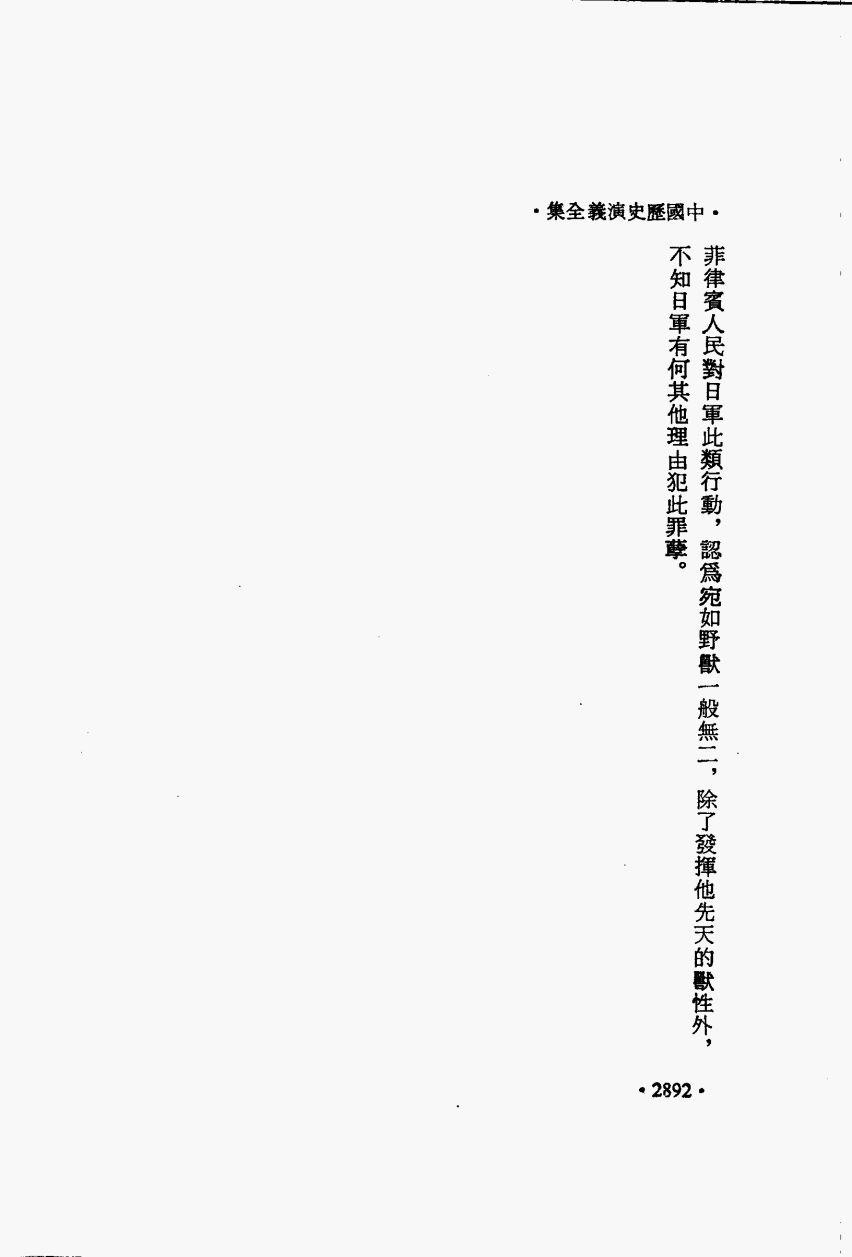 ·中國歷史演義全集·
菲律賓人民對日軍此類行動，認爲宛如野獸一般無二，除了發揮他先天的獸性外，
不知日軍有何其他理由犯此罪孽。
·2892·